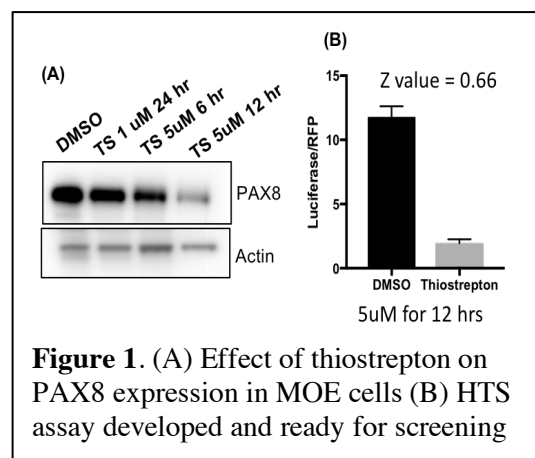 (A)
DMSO
TS 1 uM 24 hr
TS 5uM 6 hr
TS 5uM 12 hr
PAX8
Actin
(B)
Z value = 0.66
Luciferase/RFP
15
10
5
0
DMSO Thiostrepton
5uM for 12 hrs
Figure 1. (A) Effect of thiostrepton on
PAX8 expression in MOE cells (B) HTS
assay developed and ready for screening